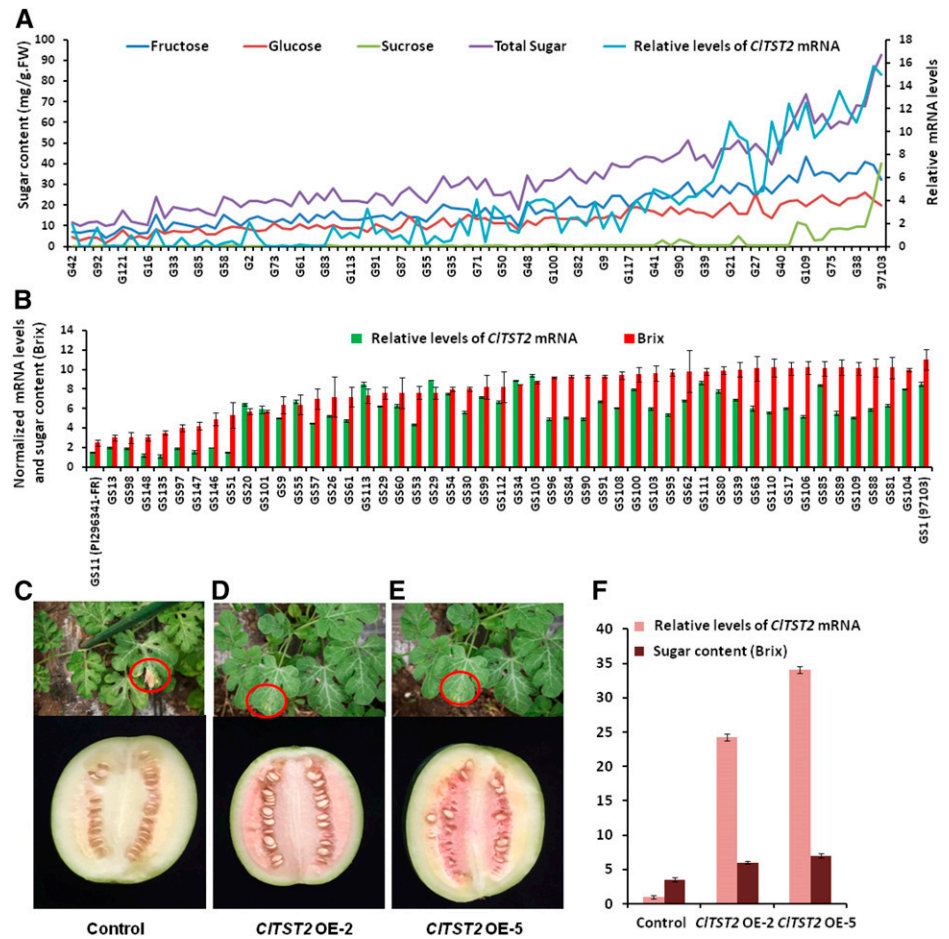 A
Fructose Glucose Sucrose Total Sugar Relative levels of ClTST2 mRNA
Sugar content (mg/g.FW)
100
90
80
70
60
50
40
30
20
10
0
Relative mRNA levels
18
16
14
12
10
8
6
4
2
0
G42 G92 G121 G16 G33 G85 G58 G2 G73 G61 G83 G113 G91 G87 G55 G35 G71 G50 G48 G100 G82 G9 G117 G41 G90 G39 G21 G27 G40 G109 G75 G38 97103
B
Relative levels of ClTST2 mRNA Brix
Normalized mRNA levels
and sugar content (Brix)
14
12
10
8
6
4
2
0
GS11 (PI296341-FR) GS13 GS98 GS148 GS135 GS97 GS147 GS146 GS51 GS20 GS101 GS9 GS55 GS57 GS26 GS61 GS113 GS29 GS60 GS53 GS29 GS54 GS30 GS99 GS112 GS34 GS105 GS96 GS84 GS90 GS91 GS108 GS100 GS103 GS95 GS62 GS111 GS80 GS39 GS63 GS110 GS17 GS106 GS85 GS89 GS109 GS88 GS81 GS104 GS1 (97103)
C D E F
Control ClTST2 OE-2 ClTST2 OE-5
Relative levels of ClTST2 mRNA
Sugar content (Brix)
40
35
30
25
20
15
10
5
0
Control ClTST2 OE-2 ClTST2 OE-5